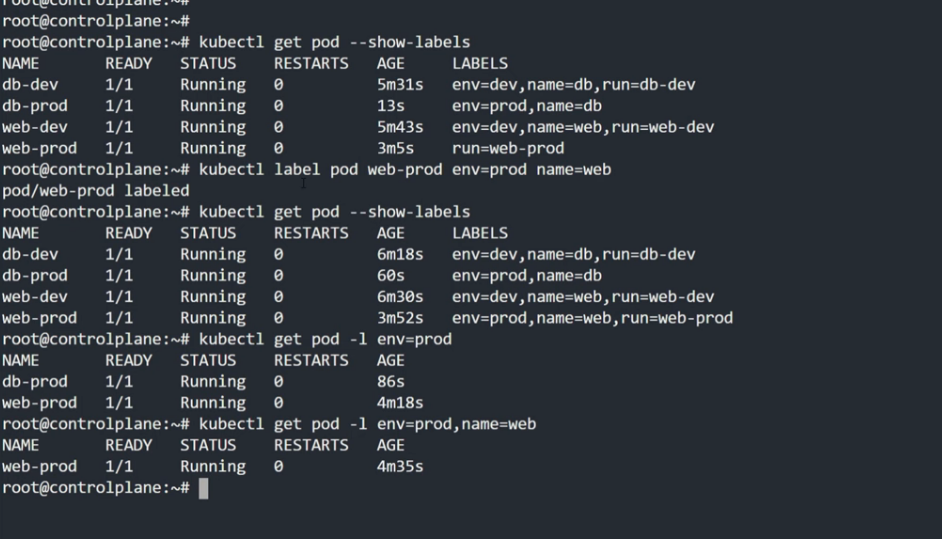 root@controlplane:~#
root@controlplane:~#
root@controlplane:~# kubectl get pod --show-labels
NAME READY STATUS RESTARTS AGE LABELS
db-dev 1/1 Running 0 5m31s env=dev,name=db,run=db-dev
db-prod 1/1 Running 0 13s env=prod,name=db
web-dev 1/1 Running 0 5m43s env=dev,name=web,run=web-dev
web-prod 1/1 Running 0 3m5s run=web-prod
root@controlplane:~# kubectl label pod web-prod env=prod name=web
pod/web-prod labeled
root@controlplane:~# kubectl get pod --show-labels
NAME READY STATUS RESTARTS AGE LABELS
db-dev 1/1 Running 0 6m18s env=dev,name=db,run=db-dev
db-prod 1/1 Running 0 60s env=prod,name=db
web-dev 1/1 Running 0 6m30s env=dev,name=web,run=web-dev
web-prod 1/1 Running 0 3m52s env=prod,name=web,run=web-prod
root@controlplane:~# kubectl get pod -l env=prod
NAME READY STATUS RESTARTS AGE
db-prod 1/1 Running 0 86s
web-prod 1/1 Running 0 4m18s
root@controlplane:~# kubectl get pod -l env=prod,name=web
NAME READY STATUS RESTARTS AGE
web-prod 1/1 Running 0 4m35s
root@controlplane:~#